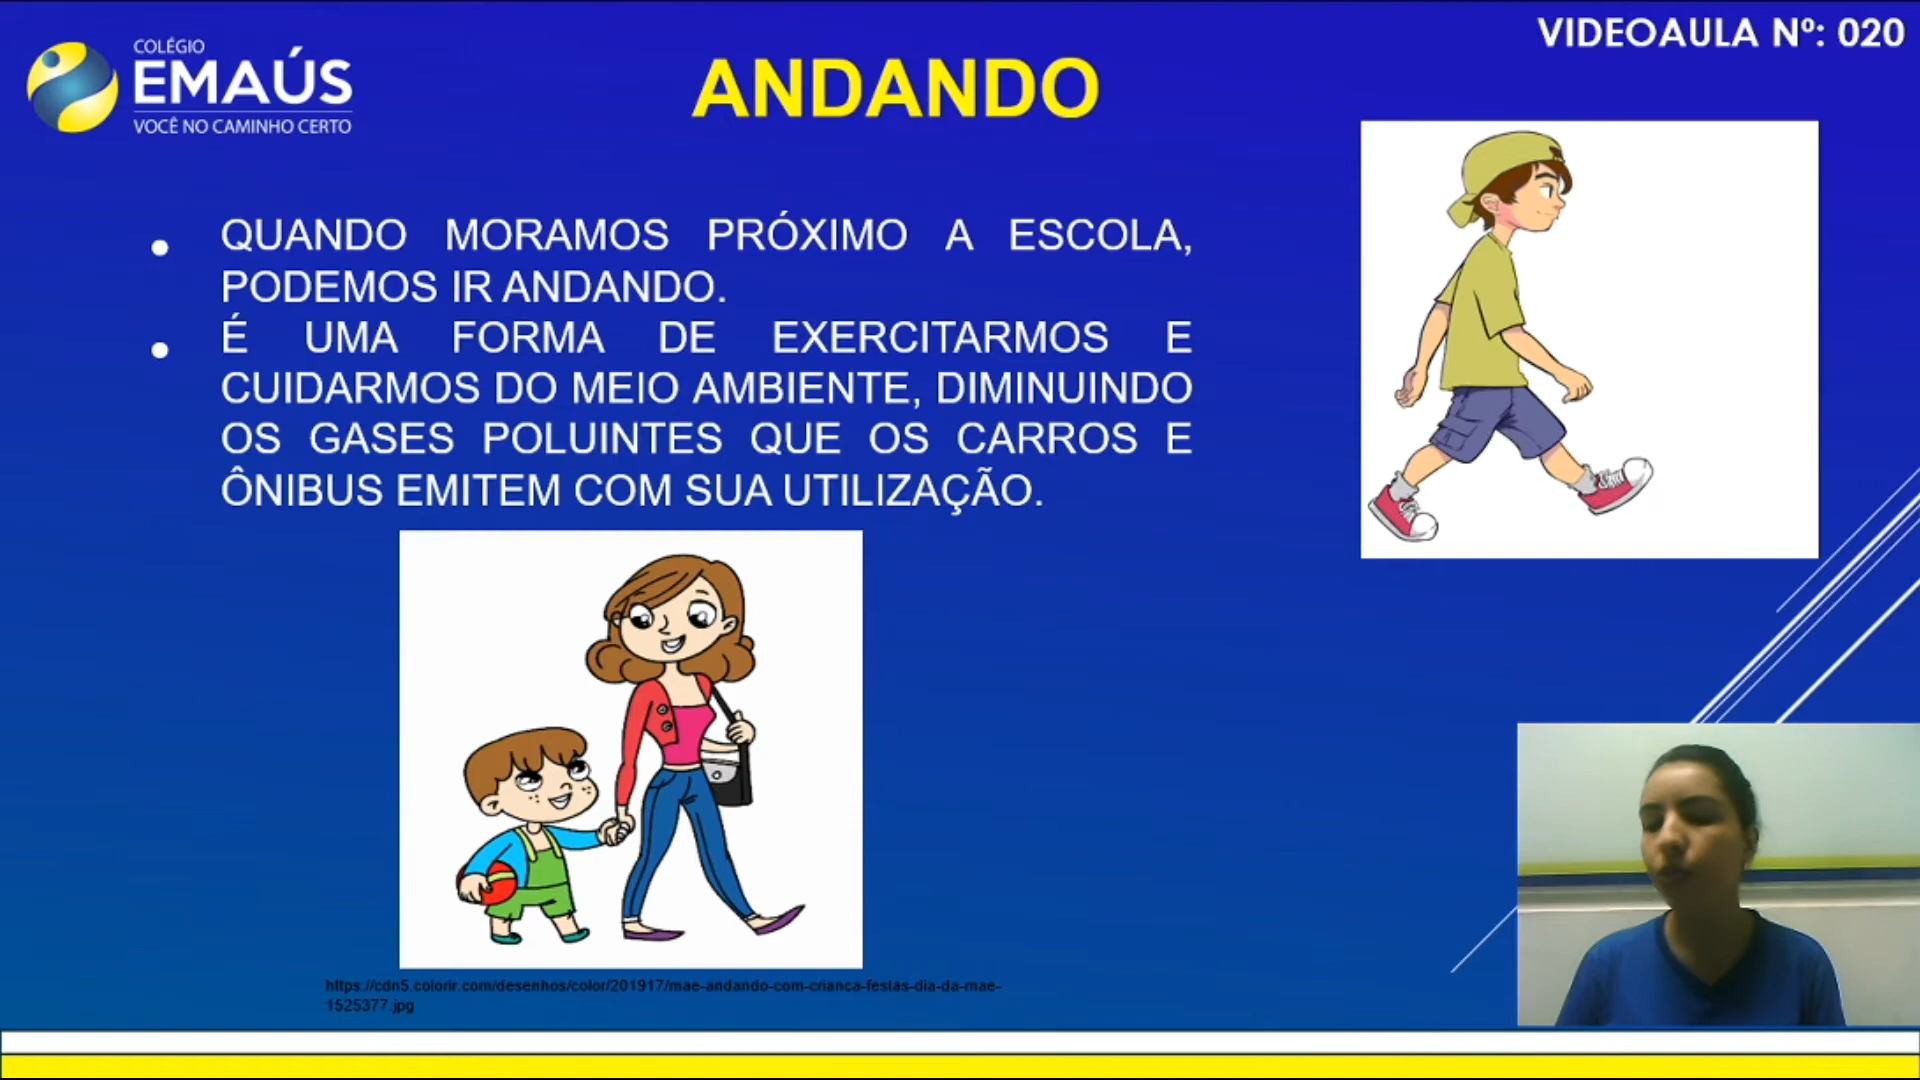 VIDEOAULA Nº: 020
COLÉGIO
EMAÚS
VOCÊ NO CAMINHO CERTO
ANDANDO
QUANDO MORAMOS PRÓXIMO A ESCOLA,
PODEMOS IR ANDANDO.
É UMA FORMA DE EXERCITARMOS E
CUIDARMOS DO MEIO AMBIENTE, DIMINUINDO
OS GASES POLUINTES QUE OS CARROS E
ÔNIBUS EMITEM COM SUA UTILIZAÇÃO.
https://cdn5.colorir.com/desenhos/color/201917/mae-andando-com-crianca-festas-dia-da-mae-
1525377.jpg